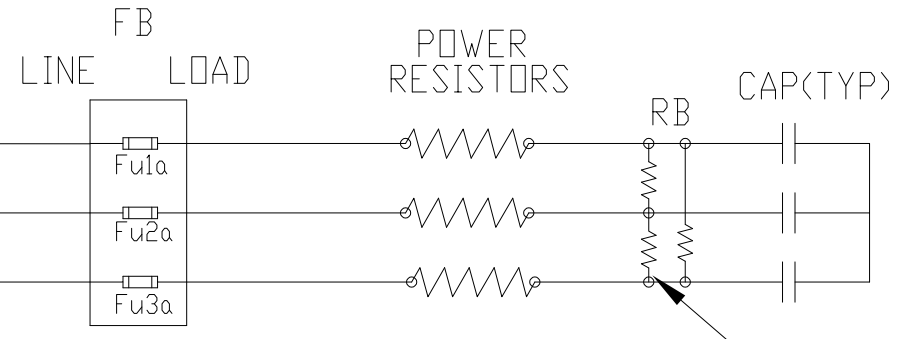 FB
LINE LOAD
POWER
RESISTORS
RB
CAP(TYP)
Fu1a
Fu2a
Fu3a